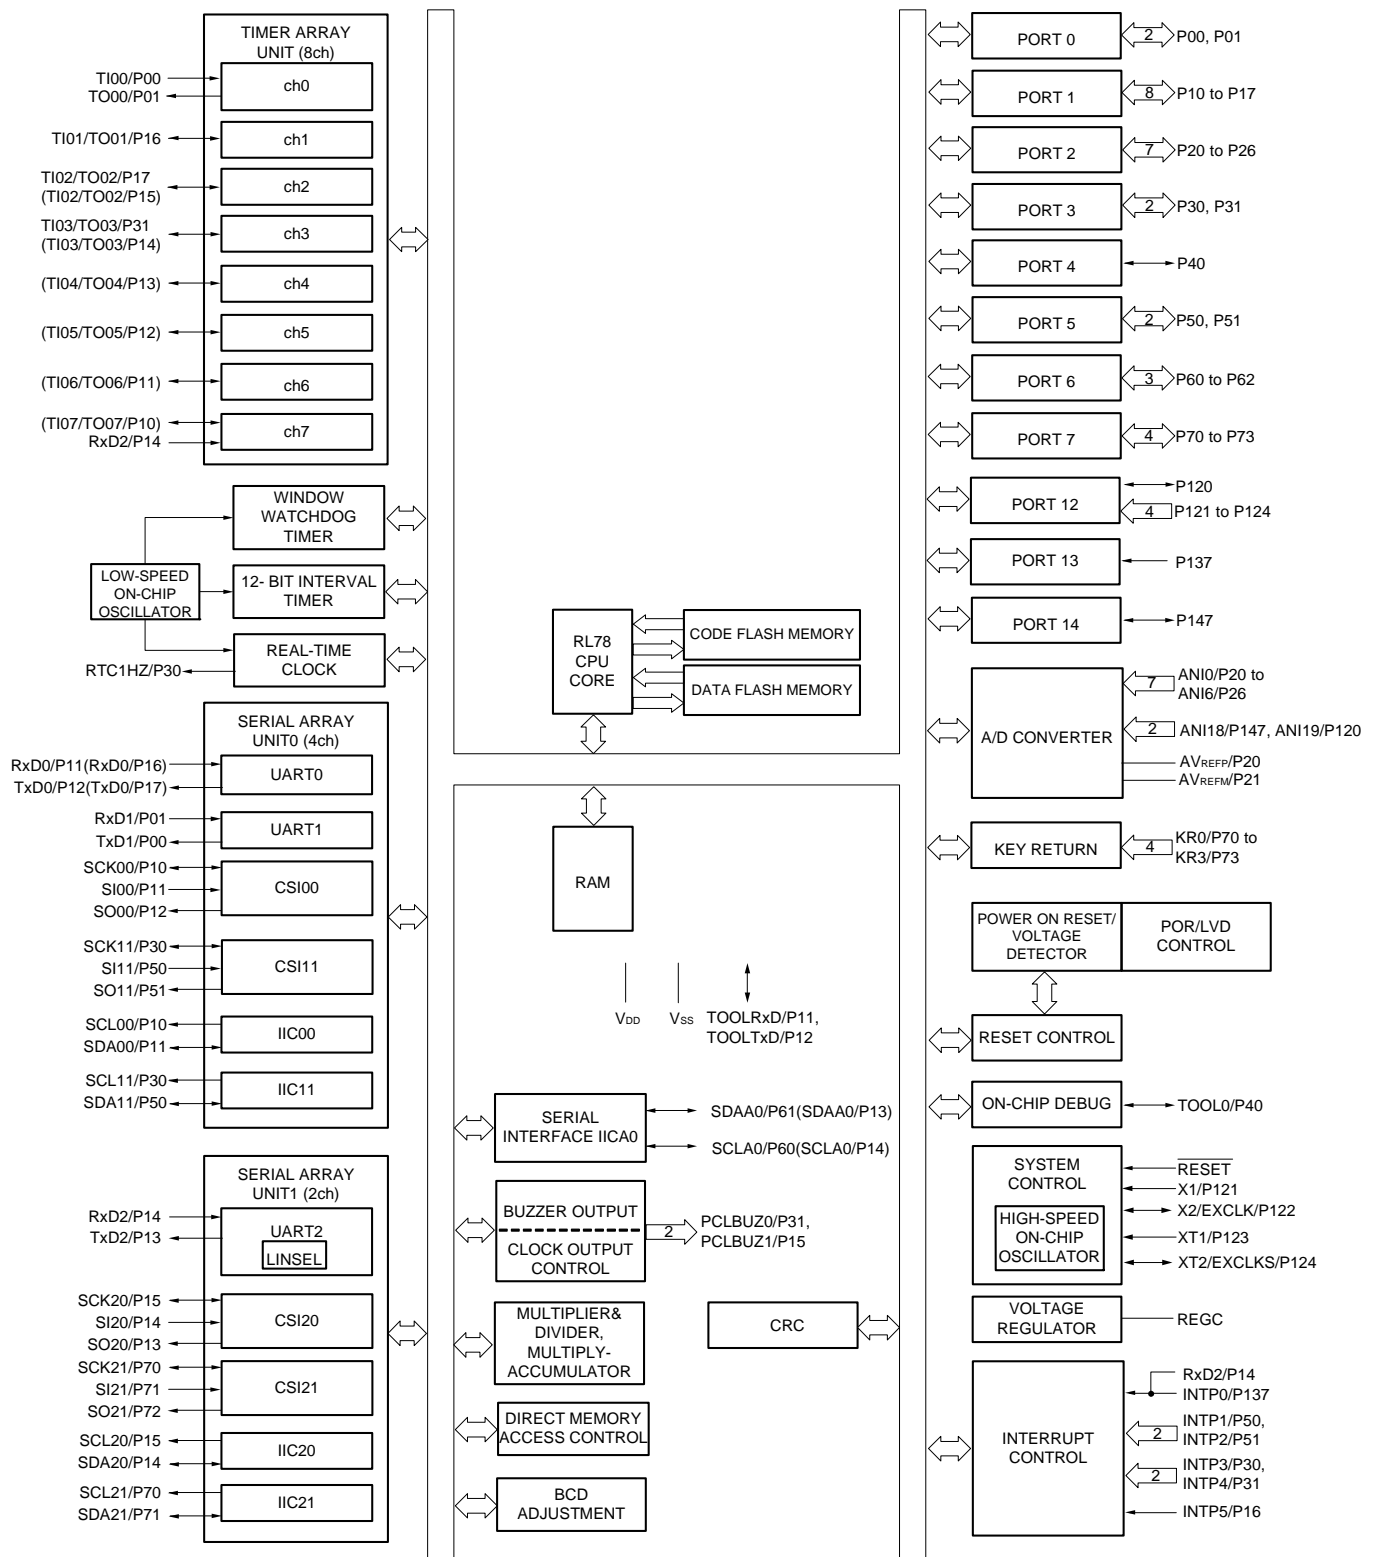 TIMER ARRAY
UNIT (8ch)
TI00/P00
TO00/P01
ch0
TI01/TO01/P16
ch1
TI02/TO02/P17
(TI02/TO02/P15)
ch2
TI03/TO03/P31
(TI03/TO03/P14)
ch3
(TI04/TO04/P13)
ch4
(TI05/TO05/P12)
ch5
(TI06/TO06/P11)
ch6
(TI07/TO07/P10)
RxD2/P14
ch7
WINDOW
WATCHDOG
TIMER
LOW-SPEED
ON-CHIP
OSCILLATOR
12- BIT INTERVAL
TIMER
REAL-TIME
CLOCK
RTC1HZ/P30
SERIAL ARRAY
UNIT0 (4ch)
RxD0/P11(RxD0/P16)
TxD0/P12(TxD0/P17)
UART0
RxD1/P01
TxD1/P00
UART1
SCK00/P10
SI00/P11
SO00/P12
CSI00
SCK11/P30
SI11/P50
SO11/P51
CSI11
SCL00/P10
SDA00/P11
IIC00
SCL11/P30
SDA11/P50
IIC11
SERIAL ARRAY
UNIT1 (2ch)
RxD2/P14
TxD2/P13
UART2
LINSEL
SCK20/P15
SI20/P14
SO20/P13
CSI20
SCK21/P70
SI21/P71
SO21/P72
CSI21
SCL20/P15
SDA20/P14
IIC20
SCL21/P70
SDA21/P71
IIC21
RL78
CPU
CORE
CODE FLASH MEMORY
DATA FLASH MEMORY
RAM
VDD
VSS
TOOLRxD/P11,
TOOLTxD/P12
SERIAL
INTERFACE IICA0
SDAA0/P61(SDAA0/P13)
SCLA0/P60(SCLA0/P14)
BUZZER OUTPUT
CLOCK OUTPUT
CONTROL
2
PCLBUZ0/P31,
PCLBUZ1/P15
MULTIPLIER&
DIVIDER,
MULTIPLY-
ACCUMULATOR
CRC
DIRECT MEMORY
ACCESS CONTROL
BCD
ADJUSTMENT
PORT 0
2
P00, P01
PORT 1
8
P10 to P17
PORT 2
7
P20 to P26
PORT 3
2
P30, P31
PORT 4
P40
PORT 5
2
P50, P51
PORT 6
3
P60 to P62
PORT 7
4
P70 to P73
PORT 12
P120
4
P121 to P124
PORT 13
P137
PORT 14
P147
A/D CONVERTER
7
ANI0/P20 to
ANI6/P26
2
ANI18/P147, ANI19/P120
AVREFP/P20
AVREFM/P21
KEY RETURN
4
KR0/P70 to
KR3/P73
POWER ON RESET/
VOLTAGE
DETECTOR
POR/LVD
CONTROL
RESET CONTROL
ON-CHIP DEBUG
TOOL0/P40
SYSTEM
CONTROL
HIGH-SPEED
ON-CHIP
OSCILLATOR
RESET
X1/P121
X2/EXCLK/P122
XT1/P123
XT2/EXCLKS/P124
VOLTAGE
REGULATOR
REGC
INTERRUPT
CONTROL
RxD2/P14
INTP0/P137
2
INTP1/P50,
INTP2/P51
2
INTP3/P30,
INTP4/P31
INTP5/P16